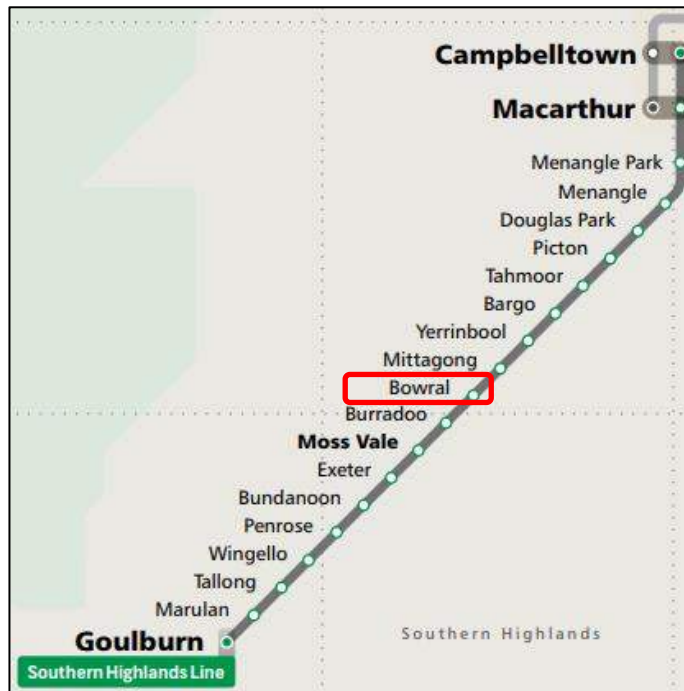 Campbelltown
Macarthur
Menangle Park
Menangle
Douglas Park
Picton
Tahmoor
Bargo
Yerrinbool
Mittagong
Bowral
Burradoo
Moss Vale
Exeter
Bundanoon
Penrose
Wingello
Tallong
Marulan
Southern Highlands
Goulburn
Southern Highlands Line